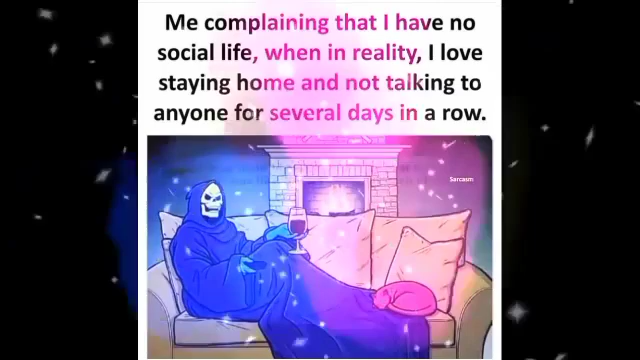 Me complaining that I have no
social life, when in reality, I love
staying home and not talking to
anyone for several days in a row.
Sarcasm